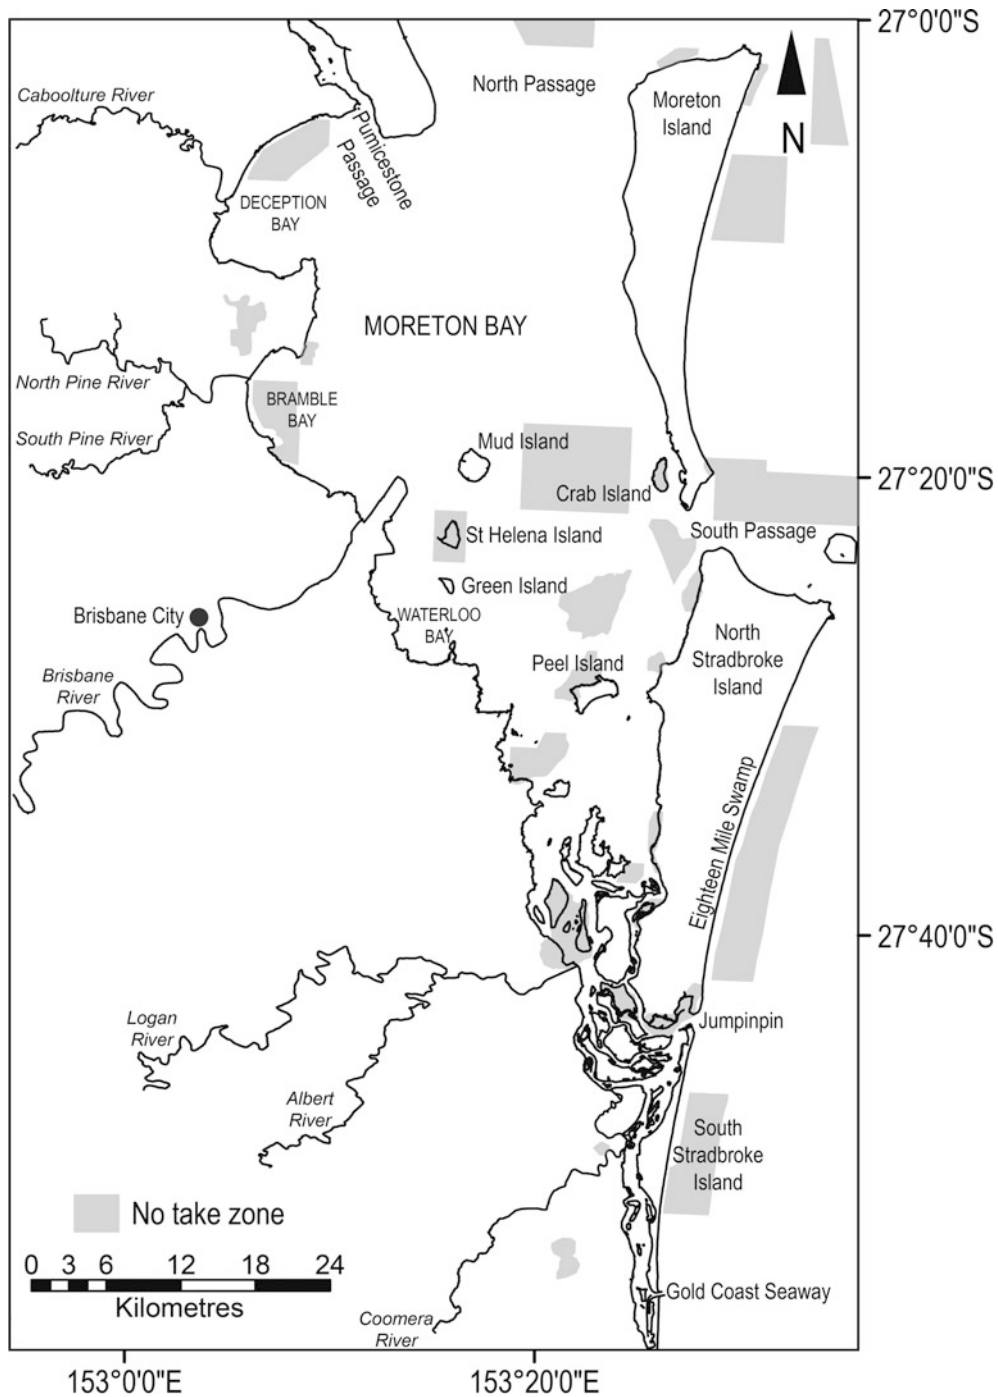 27°0'0"S
North Passage
Moreton
Island
N
Caboolture River
Pumicestone
Passage
DECEPTION
BAY
MORETON BAY
North Pine River
BRAMBLE
BAY
South Pine River
Mud Island
Crab Island
27°20'0"S
South Passage
St Helena Island
Green Island
Brisbane City
WATERLOO
BAY
North
Stradbroke
Island
Peel Island
Brisbane
River
Eighteen Mile Swamp
27°40'0"S
Logan
River
Jumpinpin
Albert
River
South
Stradbroke
Island
No take zone
0 3 6 12 18 24
Kilometres
Gold Coast Seaway
Coomera
River
153°0'0"E
153°20'0"E